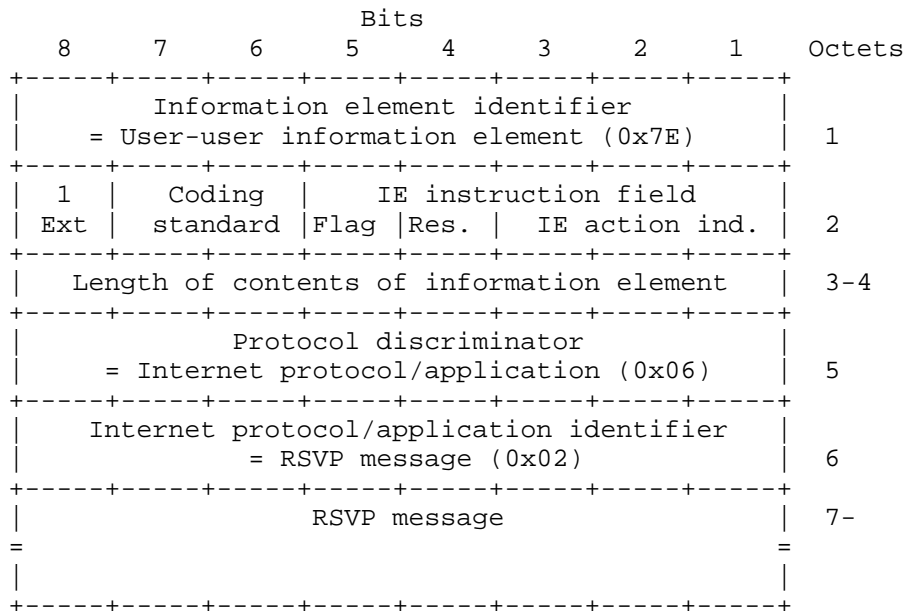 Bits
    8     7     6     5     4     3     2     1    Octets
 +-----+-----+-----+-----+-----+-----+-----+-----+
 |         Information element identifier        |
 |    = User-user information element (0x7E)     |  1
 +-----+-----+-----+-----+-----+-----+-----+-----+
 |  1  |   Coding    |    IE instruction field   |
 | Ext |  standard |Flag |Res. |  IE action ind. |  2
 +-----+-----+-----+-----+-----+-----+-----+-----+
 |   Length of contents of information element   |  3-4
 +-----+-----+-----+-----+-----+-----+-----+-----+
 |             Protocol discriminator            |
 |     = Internet protocol/application (0x06)    |  5
 +-----+-----+-----+-----+-----+-----+-----+-----+
 |    Internet protocol/application identifier   |
 |             = RSVP message (0x02)             |  6
 +-----+-----+-----+-----+-----+-----+-----+-----+
 |                  RSVP message                 |  7-
 =                                               =
 |                                               |
 +-----+-----+-----+-----+-----+-----+-----+-----+